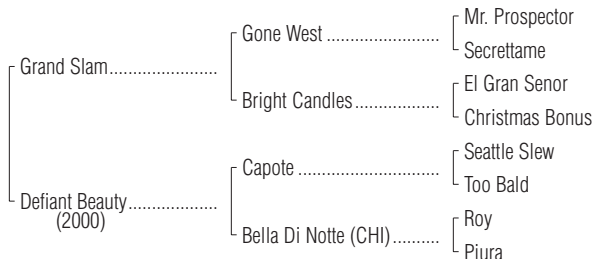 Mr. Prospector
Gone West ......................
Secrettame
Grand Slam.....................
El Gran Senor
Bright Candles................
Christmas Bonus
Seattle Slew
Capote ...........................
Too Bald
Defiant Beauty.................
(2000)
Roy
Bella Di Notte (CHI).........
Piura